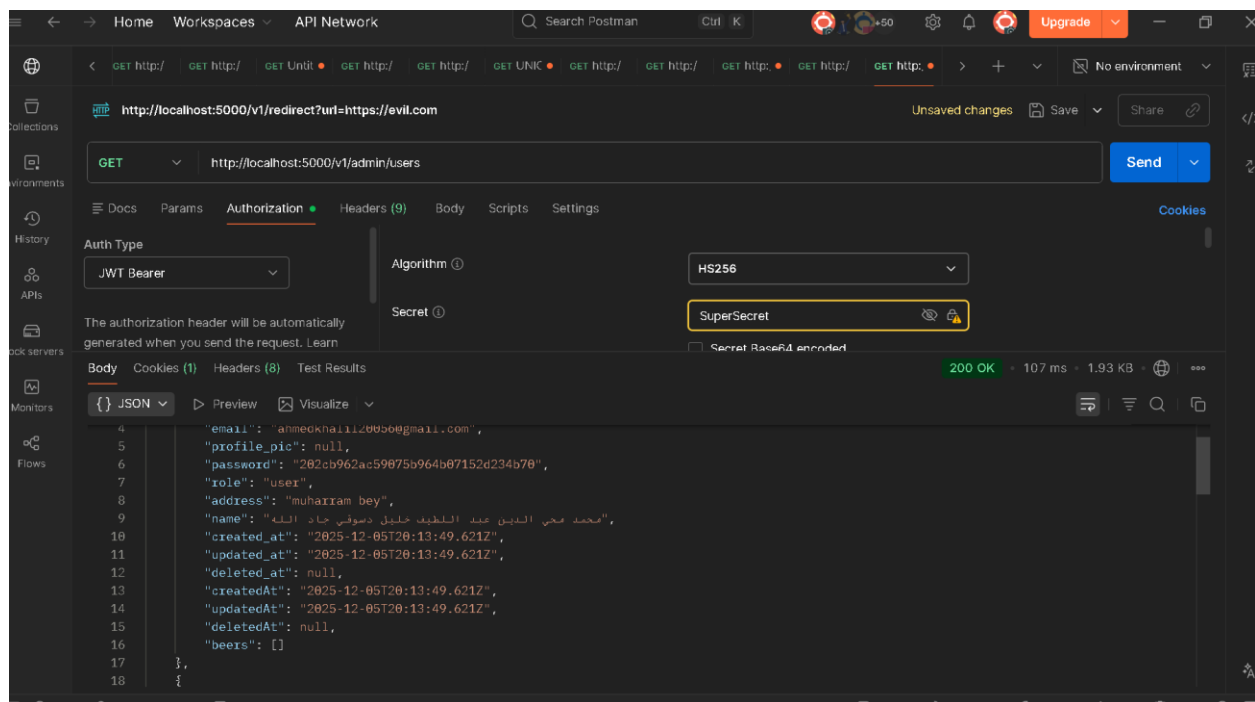 Home Workspaces API Network Search Postman Ctrl K +50 Upgrade
GET http:/ GET http:/ GET Untit GET http:/ GET http:/ GET UNIC GET http:/ GET http:/ GET http:, GET http:/ GET http:, No environment
http://localhost:5000/v1/redirect?url=https://evil.com Unsaved changes Save Share
GET http://localhost:5000/v1/admin/users Send
Docs Params Authorization Headers (9) Body Scripts Settings Cookies
ollections
vironments
History
APIs
ock servers
Monitors
Flows
Auth Type
JWT Bearer
The authorization header will be automatically
generated when you send the request. Learn
Algorithm HS256
Secret SuperSecret
Secret Base64 encoded
Body Cookies (1) Headers (8) Test Results 200 OK 107 ms 1.93 KB
{} JSON Preview Visualize
4 "email": "ahmedkhalil20056@gmail.com",
5 "profile_pic": null,
6 "password": "202cb962ac59075b964b07152d234b70",
7 "role": "user",
8 "address": "muharram bey",
9 "name": "محمد محي الدين عبد اللطيف خليل دسوقي جاد الله",
10 "created_at": "2025-12-05T20:13:49.621Z",
11 "updated_at": "2025-12-05T20:13:49.621Z",
12 "deleted_at": null,
13 "createdAt": "2025-12-05T20:13:49.621Z",
14 "updatedAt": "2025-12-05T20:13:49.621Z",
15 "deletedAt": null,
16 "beers": []
17 },
18 {